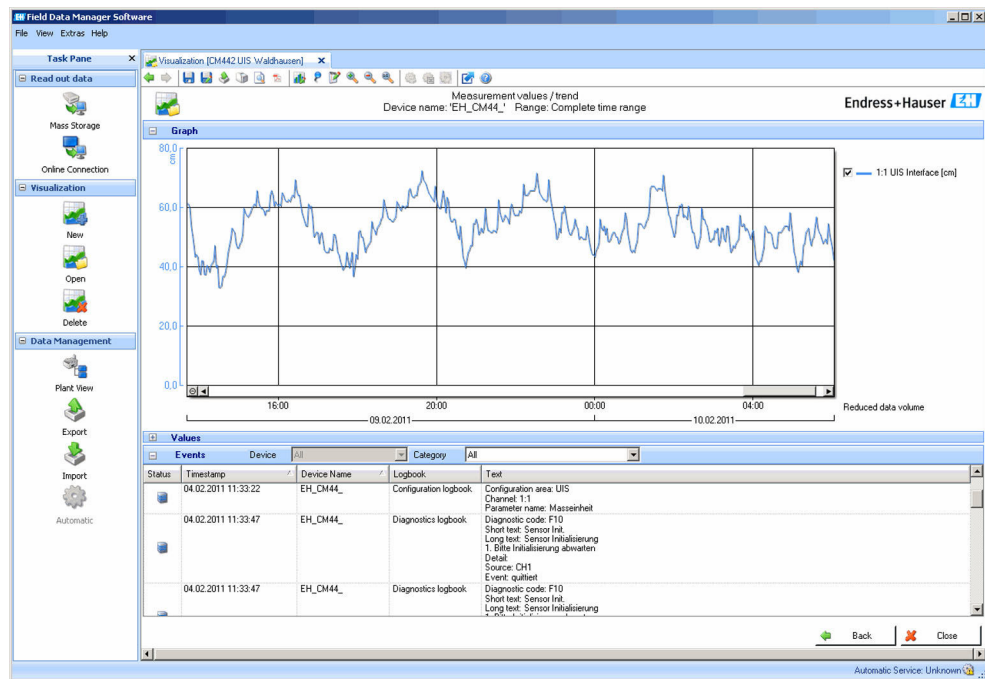 Field Data Manager Software
File View Extras Help
Task Pane X
Read out data
Mass Storage
Online Connection
Visualization
New
Open
Delete
Data Management
Plant View
Export
Import
Automatic
Visualization [CM442 UIS Waldhausen] X
Measurement values / trend
Device name: 'EH_CM44_' Range: Complete time range
Endress+Hauser EH
Graph
80,0
cm
60,0
40,0
20,0
0,0
1:1 UIS Interface [cm]
16:00 20:00 00:00 04:00
09.02.2011 10.02.2011
Reduced data volume
Values
Events Device All Category All
Status Timestamp Device Name Logbook Text
04.02.2011 11:33:22 EH_CM44_ Configuration logbook Configuration area: UIS
Channel: 1:1
Parameter name: Masseinheit
04.02.2011 11:33:47 EH_CM44_ Diagnostics logbook Diagnostic code: F10
Short text: Sensor Init.
Long text: Sensor Initialisierung
1. Bitte Initialisierung abwarten
Detail:
Source: CH1
Event: quittiert
04.02.2011 11:33:47 EH_CM44_ Diagnostics logbook Diagnostic code: F10
Short text: Sensor Init.
Long text: Sensor Initialisierung
Back Close
Automatic Service: Unknown